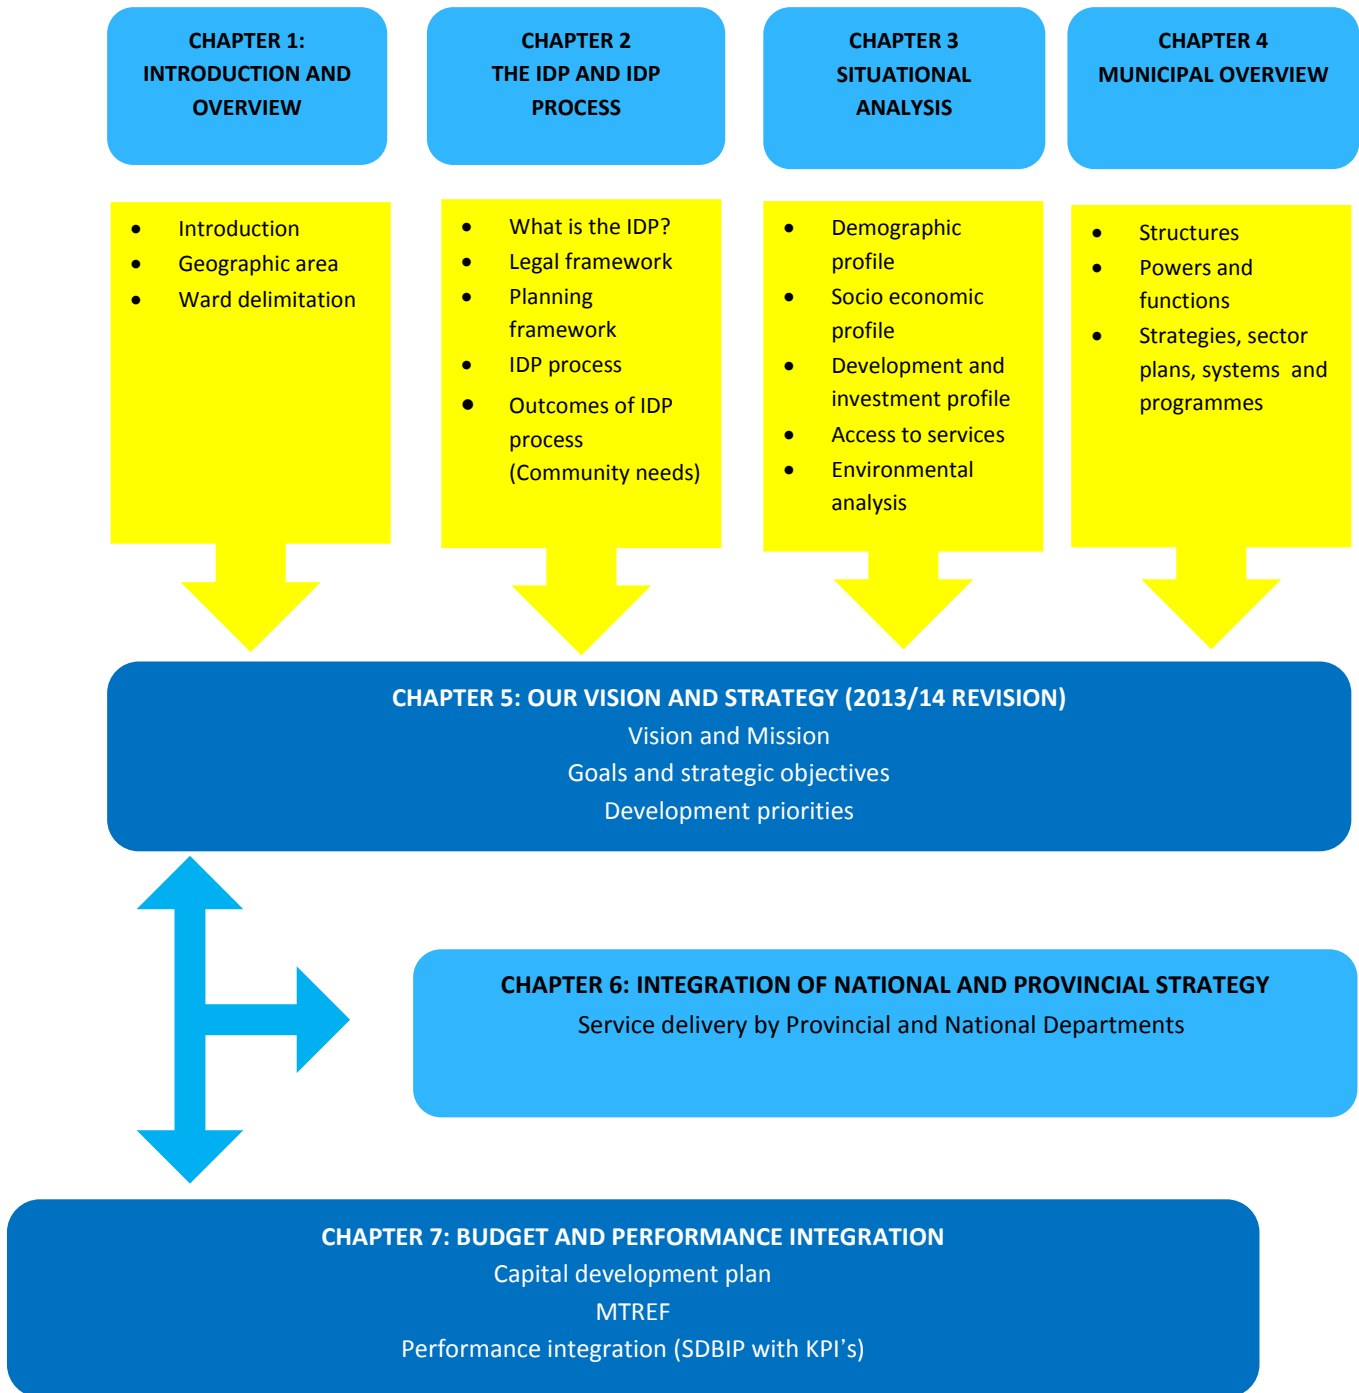 CHAPTER 1:
INTRODUCTION AND
OVERVIEW
CHAPTER 2
THE IDP AND IDP
PROCESS
CHAPTER 3
SITUATIONAL
ANALYSIS
CHAPTER 4
MUNICIPAL OVERVIEW
• Introduction
• Geographic area
• Ward delimitation
• What is the IDP?
• Legal framework
• Planning
framework
• IDP process
• Outcomes of IDP
process
(Community needs)
• Demographic
profile
• Socio economic
profile
• Development and
investment profile
• Access to services
• Environmental
analysis
• Structures
• Powers and
functions
• Strategies, sector
plans, systems and
programmes
CHAPTER 5: OUR VISION AND STRATEGY (2013/14 REVISION)
Vision and Mission
Goals and strategic objectives
Development priorities
CHAPTER 6: INTEGRATION OF NATIONAL AND PROVINCIAL STRATEGY
Service delivery by Provincial and National Departments
CHAPTER 7: BUDGET AND PERFORMANCE INTEGRATION
Capital development plan
MTREF
Performance integration (SDBIP with KPI's)